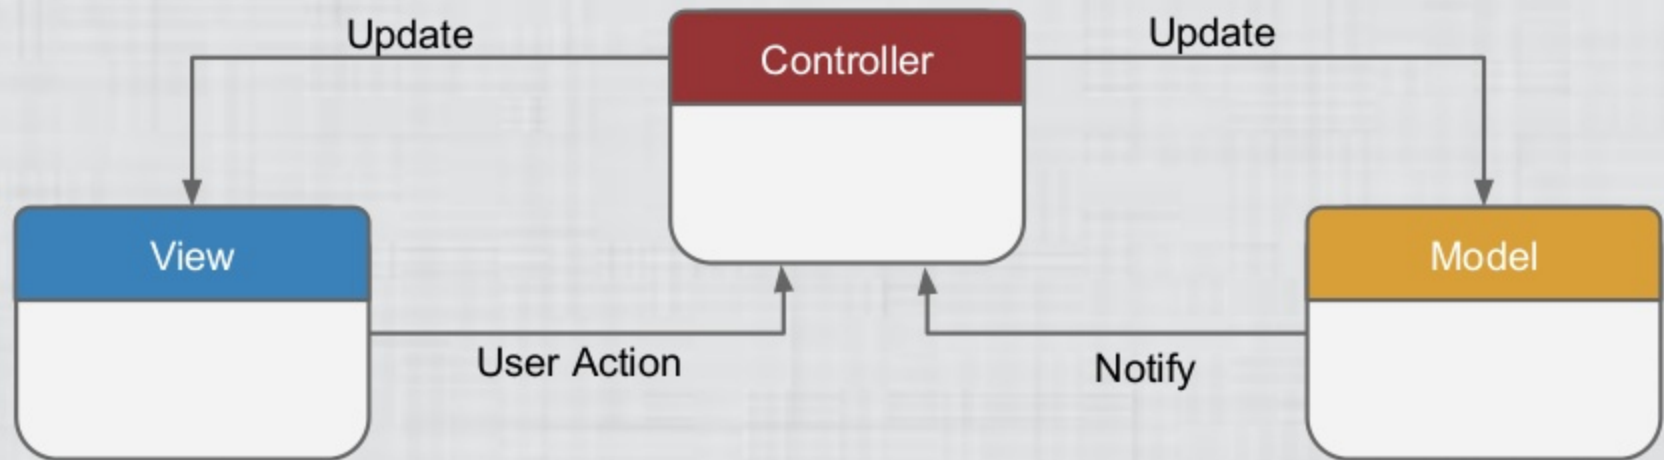 Update
Controller
Update
View
Model
User Action
Notify